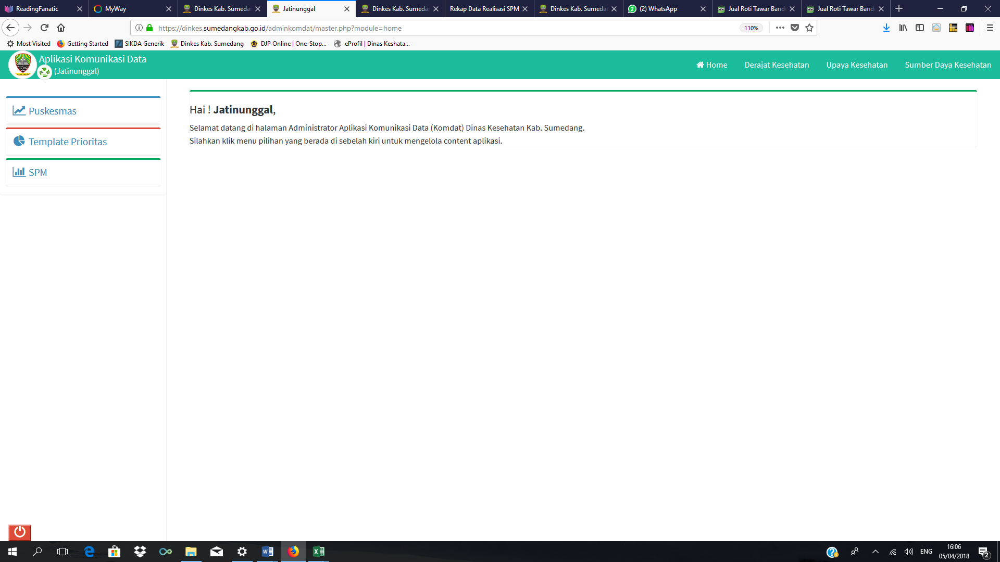 ReadingFanatic
MyWay
Dinkes Kab. Sumeda
Jatinunggal
Dinkes Kab. Sumeda
Rekap Data Realisasi SPM
Dinkes Kab. Sumeda
(2) WhatsApp
Jual Roti Tawar Band
Jual Roti Tawar Band
https://dinkes.sumedangkab.go.id/adminkomdat/master.php?module=home
110%
Most Visited
Getting Started
SIKDA Generik
Dinkes Kab. Sumedang
DJP Online | One-Stop...
eProfil | Dinas Keshata...
Aplikasi Komunikasi Data
(Jatinunggal)
Home
Derajat Kesehatan
Upaya Kesehatan
Sumber Daya Kesehatan
Puskesmas
Template Prioritas
SPM
Hai ! Jatinunggal,
Selamat datang di halaman Administrator Aplikasi Komunikasi Data (Komdat) Dinas Kesehatan Kab. Sumedang.
Silahkan klik menu pilihan yang berada di sebelah kiri untuk mengelola content aplikasi.
ENG
16:06
05/04/2018
2